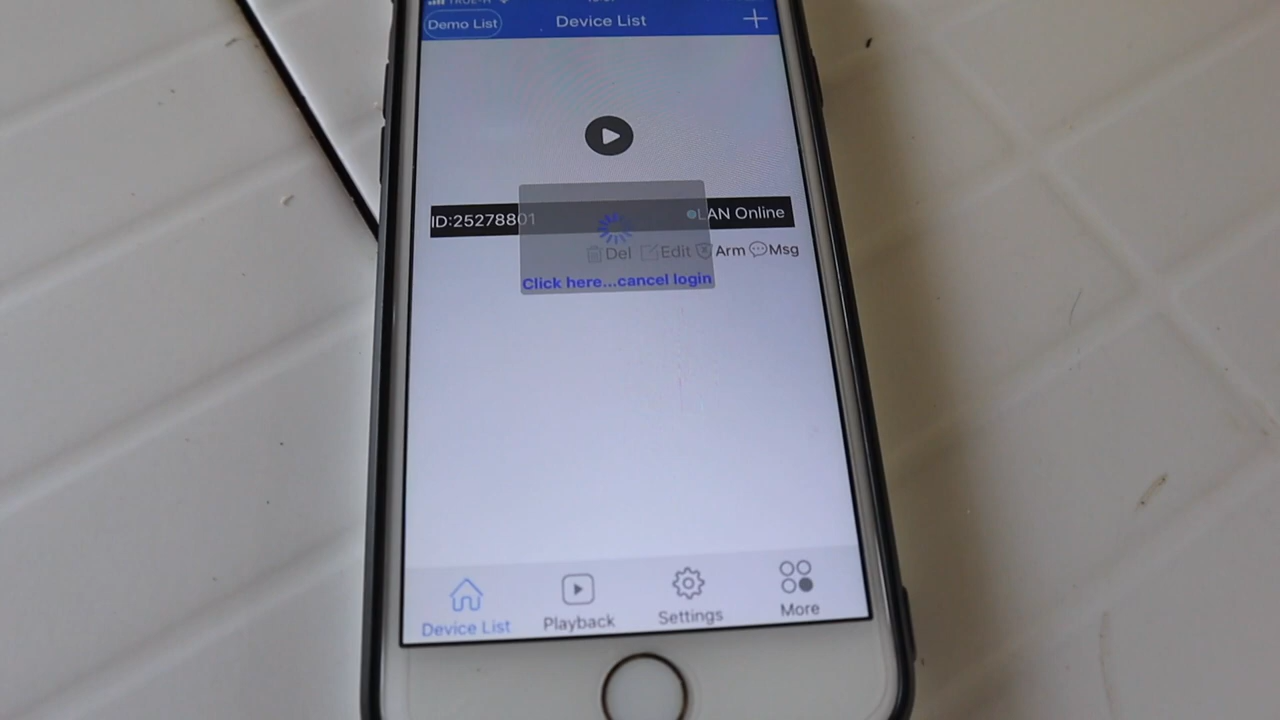 Demo List
Device List
ID:25278801
LAN Online
Del Edit Arm Msg
Click here...cancel login
Device List
Playback
Settings
More